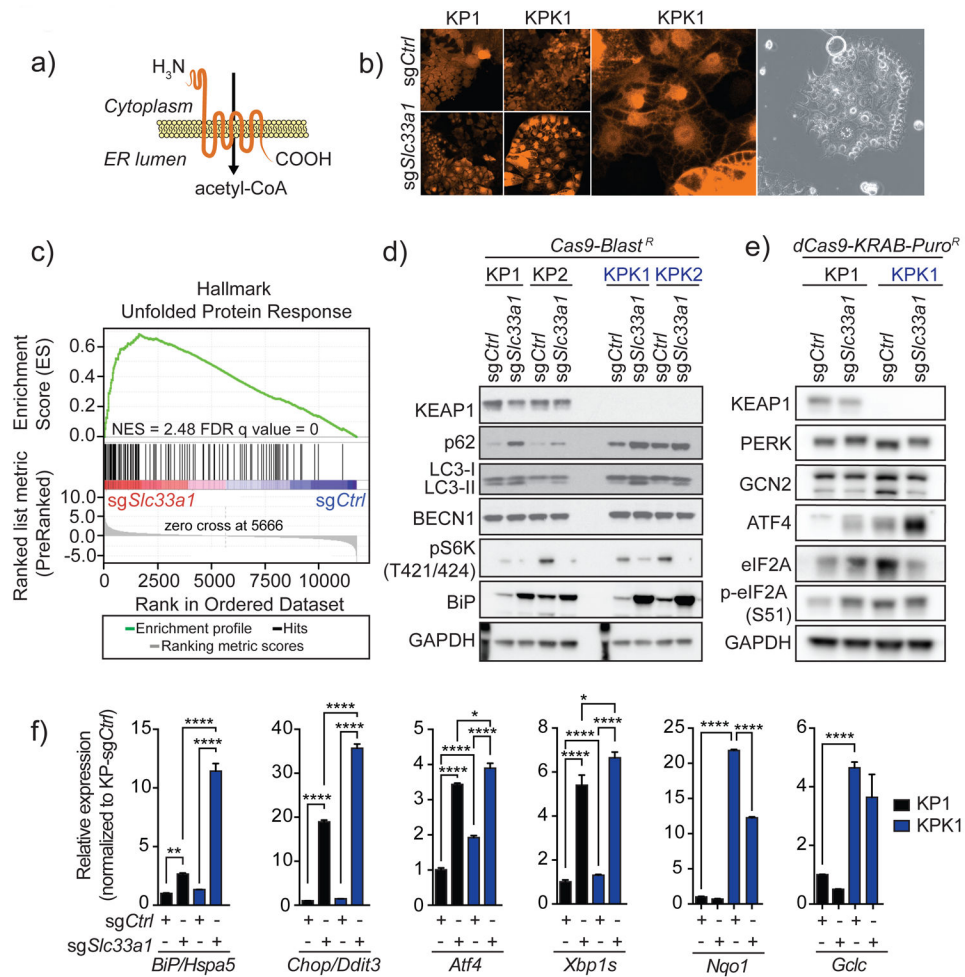 a)
H3N
Cytoplasm
ER lumen
COOH
acetyl-CoA
b)
KP1
KPK1
KPK1
sgCtrl
sgSlc33a1
c)
Hallmark
Unfolded Protein Response
Enrichment
Score (ES)
0.6
0.4
0.2
0.0
NES = 2.48 FDR q value = 0
sgSlc33a1
sgCtrl
Ranked list metric
(PreRanked)
10.0
5.0
0.0
-5.0
zero cross at 5666
0
2500
5000
7500
10000
Rank in Ordered Dataset
Enrichment profile
Hits
Ranking metric scores
d)
Cas9-Blast R
KP1
KP2
KPK1
KPK2
sgCtrl
sgSlc33a1
sgCtrl
sgSlc33a1
sgCtrl
sgSlc33a1
sgCtrl
sgSlc33a1
KEAP1
p62
LC3-I
LC3-II
BECN1
pS6K
(T421/424)
BiP
GAPDH
e)
dCas9-KRAB-Puro R
KP1
KPK1
sgCtrl
sgSlc33a1
sgCtrl
sgSlc33a1
KEAP1
PERK
GCN2
ATF4
eIF2A
p-eIF2A
(S51)
GAPDH
f)
Relative expression
(normalized to KP-sgCtrl)
15
10
5
0
****
****
**
40
30
20
10
0
****
****
****
5
4
3
2
1
0
*
****
****
****
8
6
4
2
0
*
****
****
****
25
20
15
10
5
0
****
****
6
4
2
0
****
KP1
KPK1
sgCtrl
+ - + -
+ - + -
+ - + -
+ - + -
+ - + -
+ - + -
sgSlc33a1
- + - +
- + - +
- + - +
- + - +
- + - +
- + - +
BiP/Hspa5
Chop/Ddit3
Atf4
Xbp1s
Nqo1
Gclc